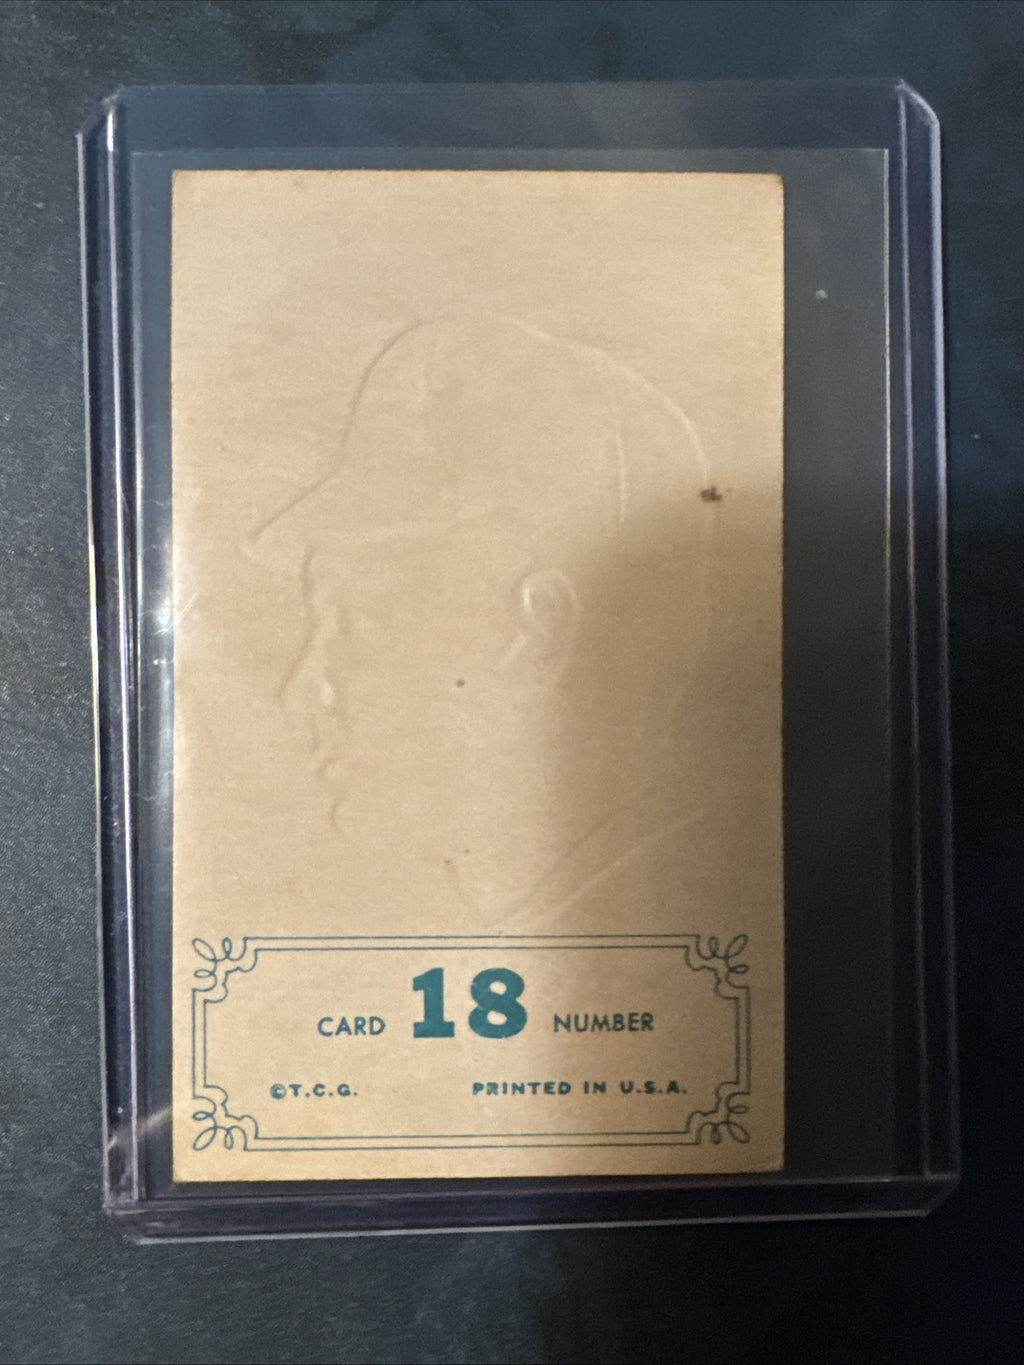 CARD 18 NUMBER
©T.C.G. PRINTED IN U.S.A.